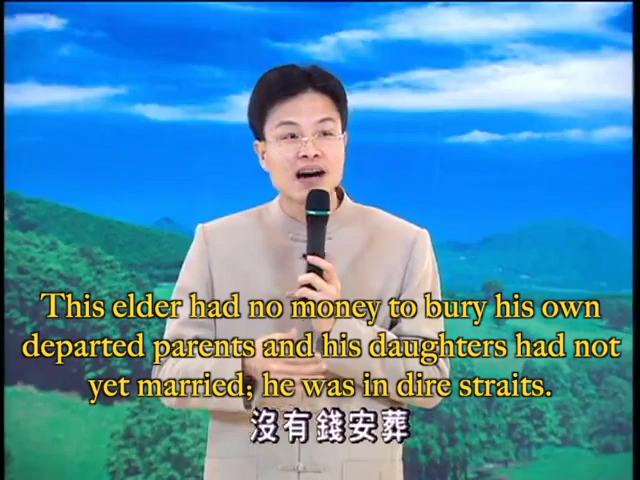 This elder had no money to bury his own
departed parents and his daughters had not
yet married; he was in dire straits.
沒有錢安葬